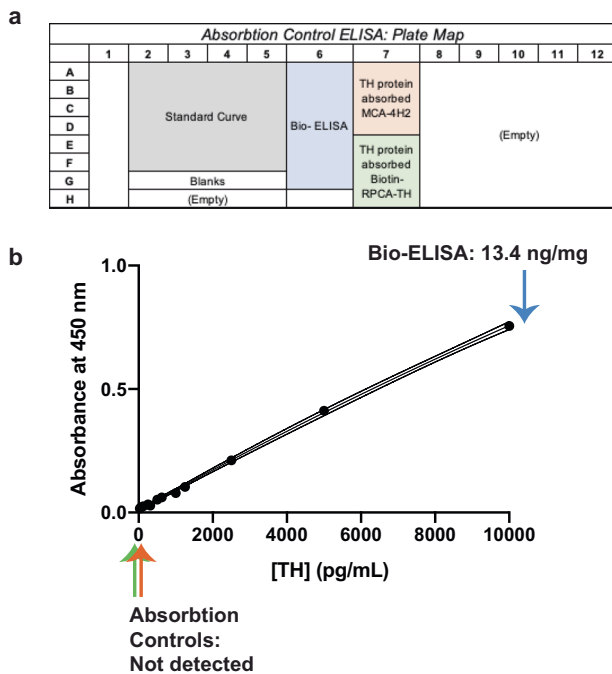 a
Absorbtion Control ELISA: Plate Map
1 2 3 4 5 6 7 8 9 10 11 12
A
B
C
D
E
F
G
H
Standard Curve
Blanks
(Empty)
Bio- ELISA
TH protein
absorbed
MCA-4H2
TH protein
absorbed
Biotin-
RPCA-TH
(Empty)
b
Bio-ELISA: 13.4 ng/mg
Absorbance at 450 nm
1.0
0.5
0.0
0 2000 4000 6000 8000 10000
[TH] (pg/mL)
Absorbtion
Controls:
Not detected